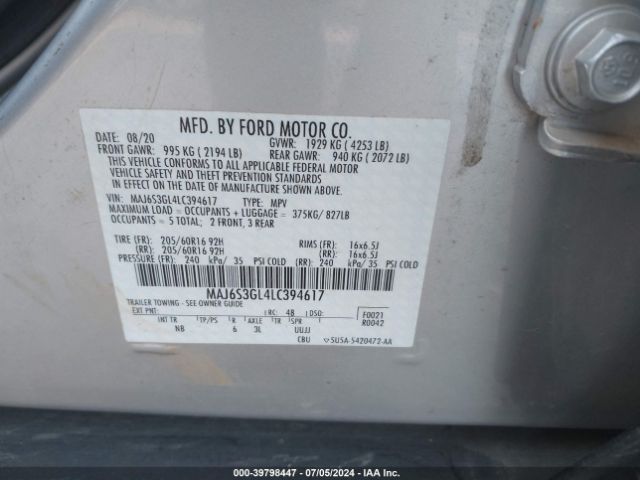 MFD. BY FORD MOTOR CO.
DATE: 08/20 GVWR: 1929 KG ( 4253 LB)
FRONT GAWR: 995 KG ( 2194 LB) REAR GAWR: 940 KG ( 2072 LB)
THIS VEHICLE CONFORMS TO ALL APPLICABLE FEDERAL MOTOR
VEHICLE SAFETY AND THEFT PREVENTION STANDARDS
IN EFFECT ON THE DATE OF MANUFACTURE SHOWN ABOVE.
VIN: MAJ6S3GL4LC394617 TYPE: MPV
MAXIMUM LOAD = OCCUPANTS + LUGGAGE = 375KG/ 827LB
OCCUPANTS = 5 TOTAL; 2 FRONT, 3 REAR
TIRE (FR): 205/60R16 92H RIMS (FR): 16x6.5J
(RR): 205/60R16 92H (RR): 16x6.5J
PRESSURE (FR): 240 kPa/ 35 PSI COLD (RR): 240 kPa/ 35 PSI COLD
MAJ6S3GL4LC394617
TRAILER TOWING - SEE OWNER GUIDE
EXT PNT: RC: 48 DSO: F0021
R0042
INT TR TP/PS R AXLE TR SPR
NB 6 3L UUJJ
CBU SU5A-5420472-AA
000-39798447 - 07/05/2024 - IAA Inc.